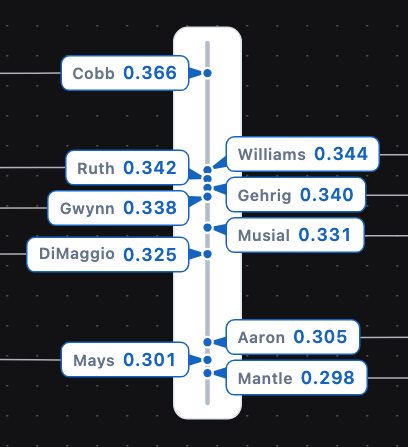 Cobb 0.366
Williams 0.344
Ruth 0.342
Gehrig 0.340
Gwynn 0.338
Musial 0.331
DiMaggio 0.325
Aaron 0.305
Mays 0.301
Mantle 0.298